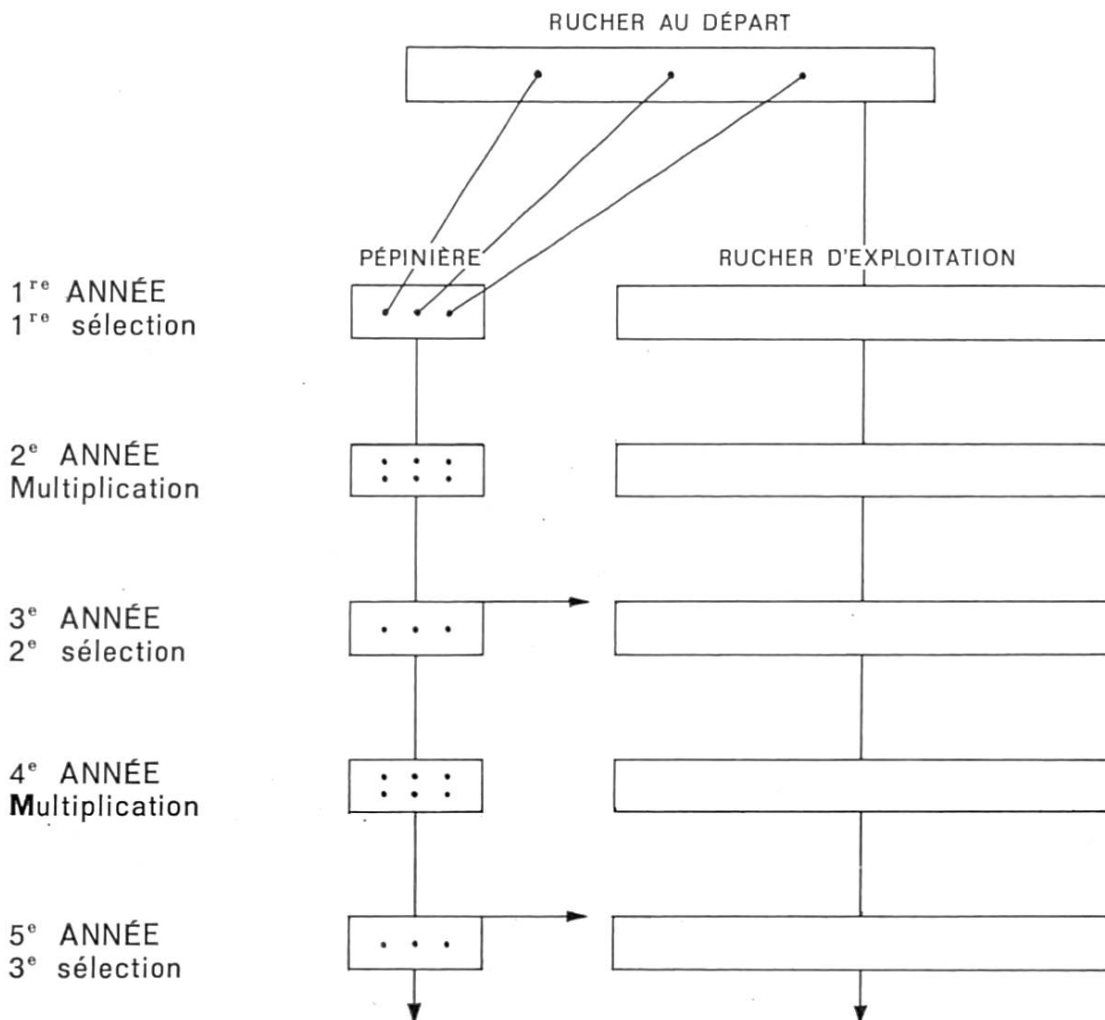 RUCHER AU DÉPART
PÉPINIÈRE
RUCHER D'EXPLOITATION
1re ANNÉE
1re sélection
2e ANNÉE
Multiplication
3e ANNÉE
2e sélection
4e ANNÉE
Multiplication
5e ANNÉE
3e sélection